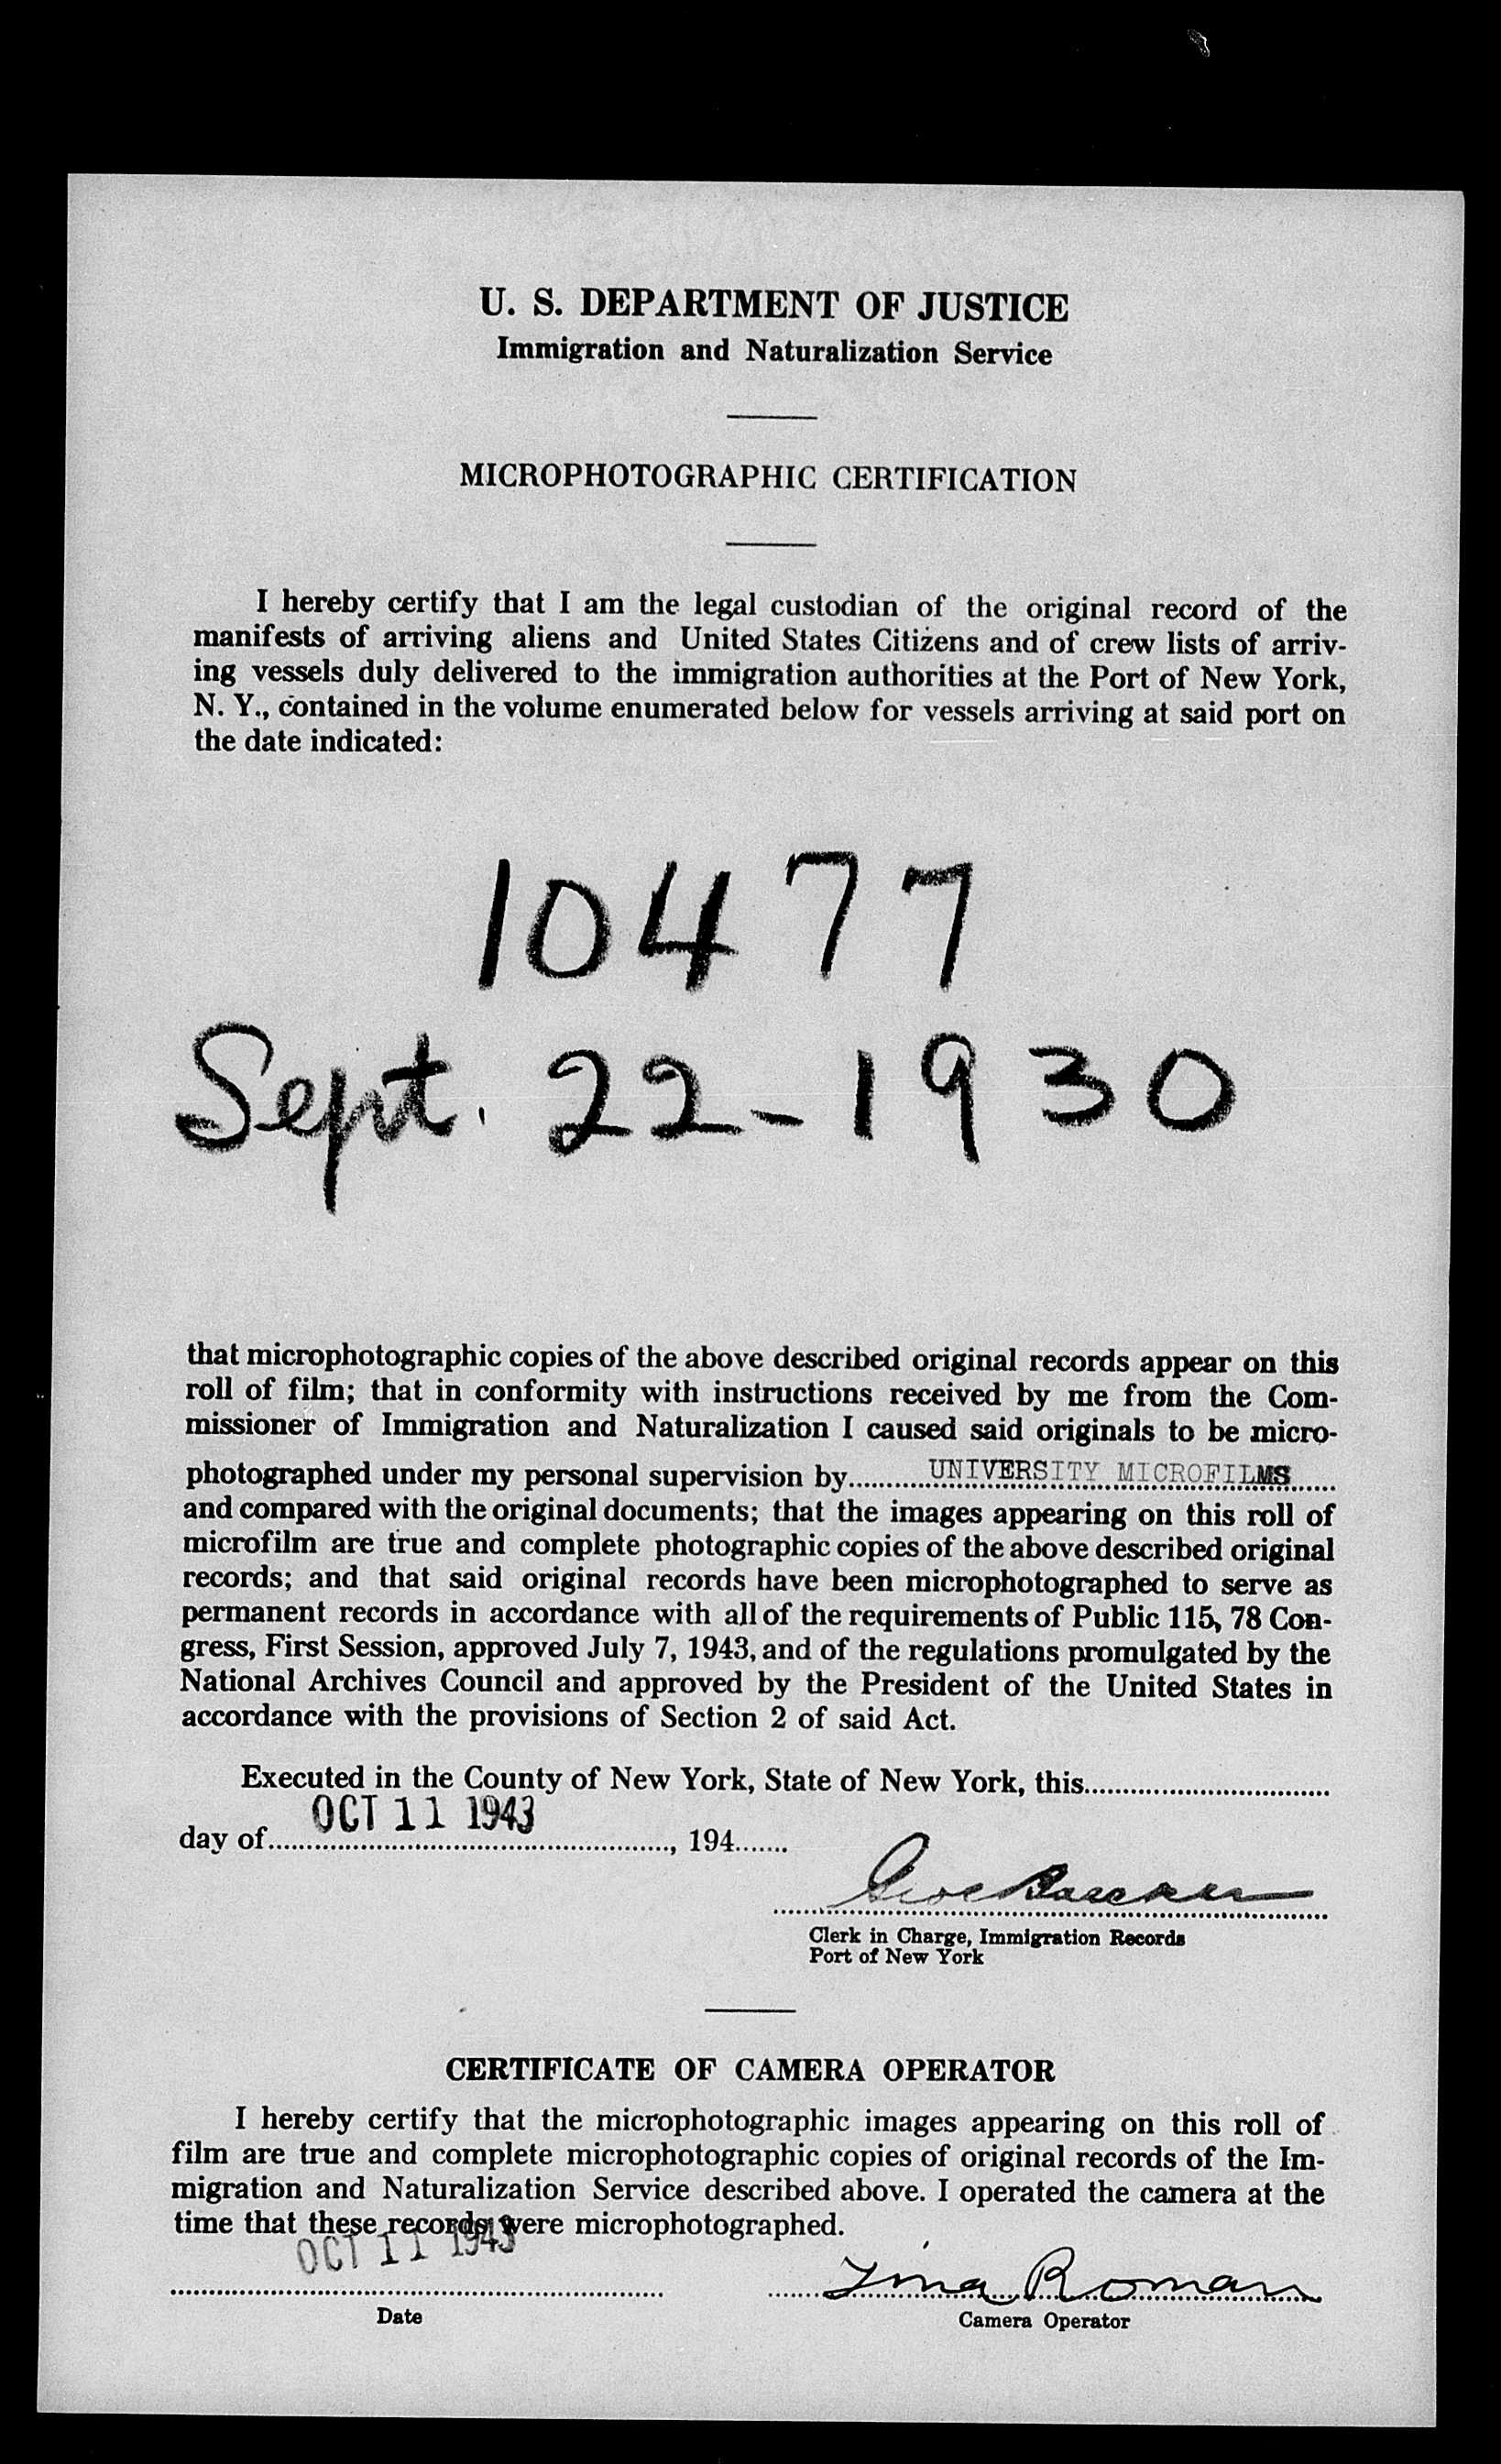 U. S. DEPARTMENT OF JUSTICE
Immigration and Naturalization Service
MICROPHOTOGRAPHIC CERTIFICATION
I hereby certify that I am the legal custodian of the original record of the
manifests of arriving aliens and United States Citizens and of crew lists of arriv-
ing vessels duly delivered to the immigration authorities at the Port of New York,
N. Y., contained in the volume enumerated below for vessels arriving at said port on
the date indicated:
10477
Sept. 22-1930
that microphotographic copies of the above described original records appear on this
roll of film; that in conformity with instructions received by me from the Com-
missioner of Immigration and Naturalization I caused said originals to be micro-
photographed under my personal supervision by UNIVERSITY MICROFILMS
and compared with the original documents; that the images appearing on this roll of
microfilm are true and complete photographic copies of the above described original
records; and that said original records have been microphotographed to serve as
permanent records in accordance with all of the requirements of Public 115, 78 Con-
gress, First Session, approved July 7, 1943, and of the regulations promulgated by the
National Archives Council and approved by the President of the United States in
accordance with the provisions of Section 2 of said Act.
Executed in the County of New York, State of New York, this
OCT 11 1943
day of , 194
Clerk in Charge, Immigration Records
Port of New York
CERTIFICATE OF CAMERA OPERATOR
I hereby certify that the microphotographic images appearing on this roll of
film are true and complete microphotographic copies of original records of the Im-
migration and Naturalization Service described above. I operated the camera at the
time that these records were microphotographed.
OCT 11 1943
Roman
Date
Camera Operator